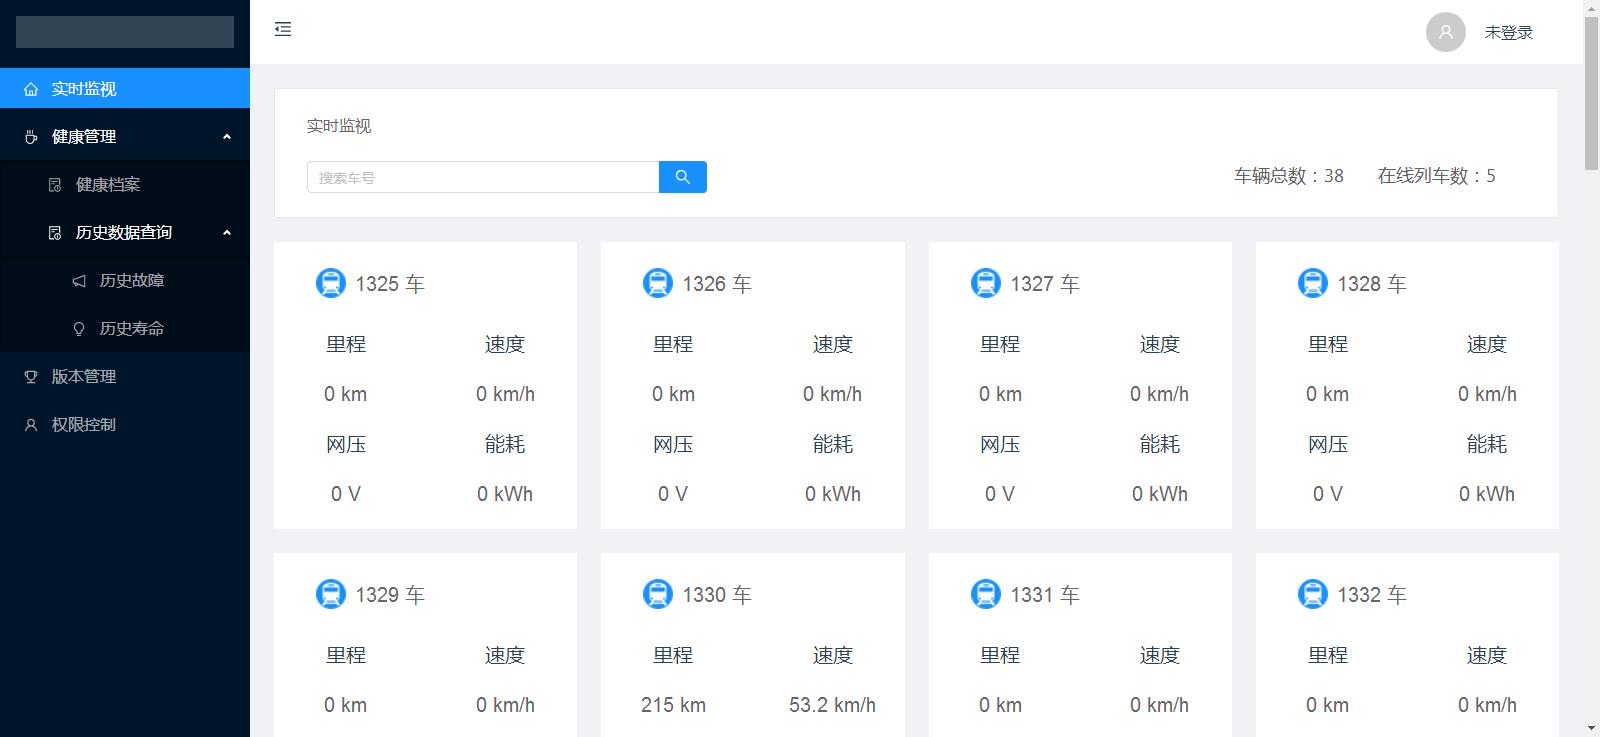 未登录
实时监视
健康管理
健康档案
历史数据查询
历史故障
历史寿命
版本管理
权限控制
实时监视
搜索车号
车辆总数：38 在线列车数：5
1325 车 1326 车 1327 车 1328 车
里程 速度 里程 速度 里程 速度 里程 速度
0 km 0 km/h 0 km 0 km/h 0 km 0 km/h 0 km 0 km/h
网压 能耗 网压 能耗 网压 能耗 网压 能耗
0 V 0 kWh 0 V 0 kWh 0 V 0 kWh 0 V 0 kWh
1329 车 1330 车 1331 车 1332 车
里程 速度 里程 速度 里程 速度 里程 速度
0 km 0 km/h 215 km 53.2 km/h 0 km 0 km/h 0 km 0 km/h